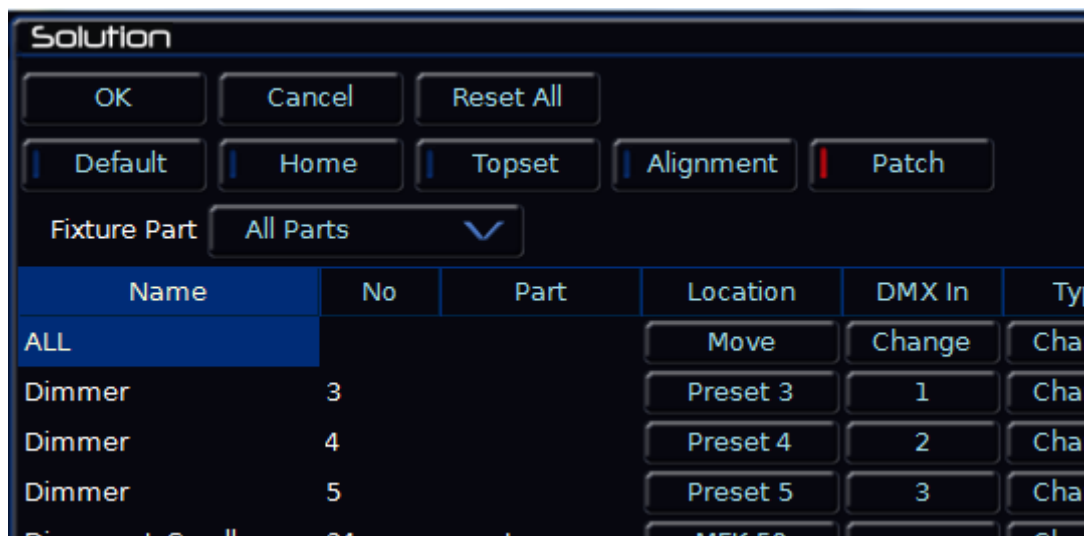 Solution
OK Cancel Reset All
Default Home Topset Alignment Patch
Fixture Part All Parts
Name No Part Location DMX In
ALL Move Change
Dimmer 3 Preset 3 1
Dimmer 4 Preset 4 2
Dimmer 5 Preset 5 3